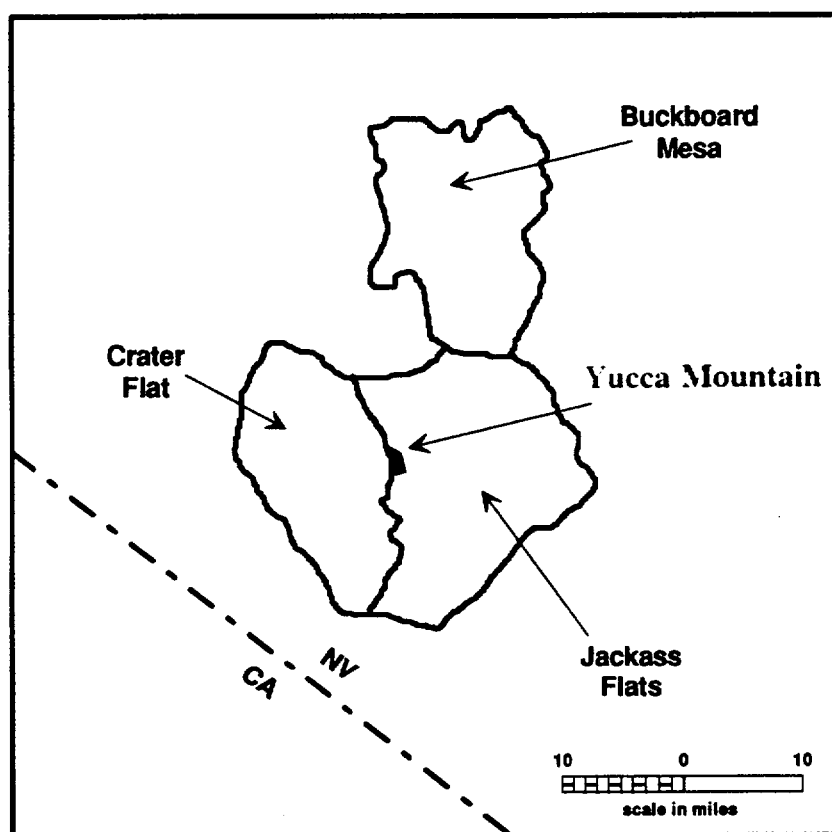 Buckboard
Mesa
Crater
Flat
Yucca Mountain
Jackass
Flats
NV
CA
10 0 10
scale in miles